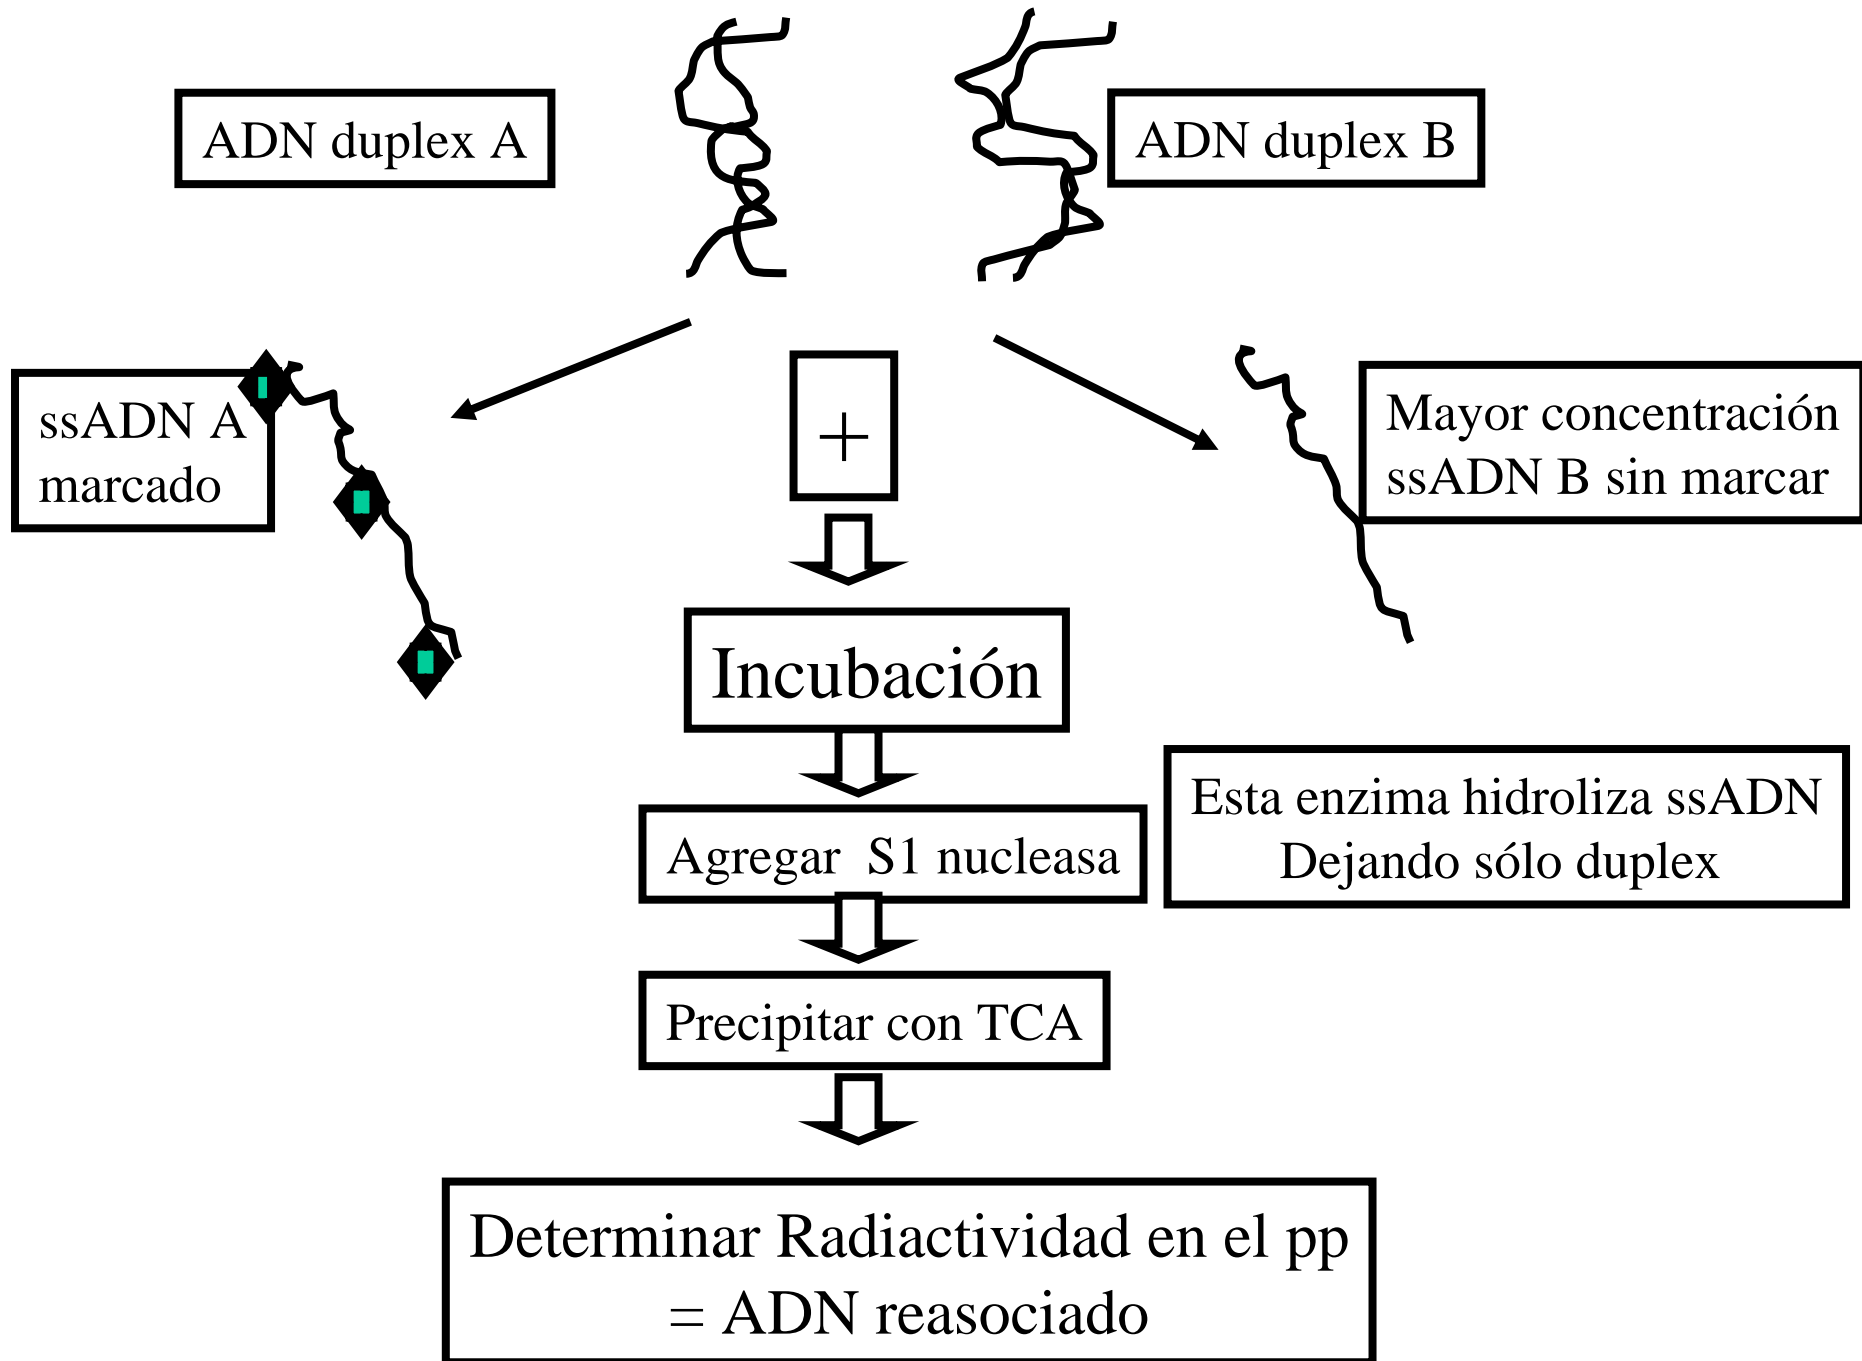 ADN duplex A
ADN duplex B
ssADN A
marcado
+
Mayor concentración
ssADN B sin marcar
Incubación
Agregar S1 nucleasa
Esta enzima hidroliza ssADN
Dejando sólo duplex
Precipitar con TCA
Determinar Radiactividad en el pp
= ADN reasociado